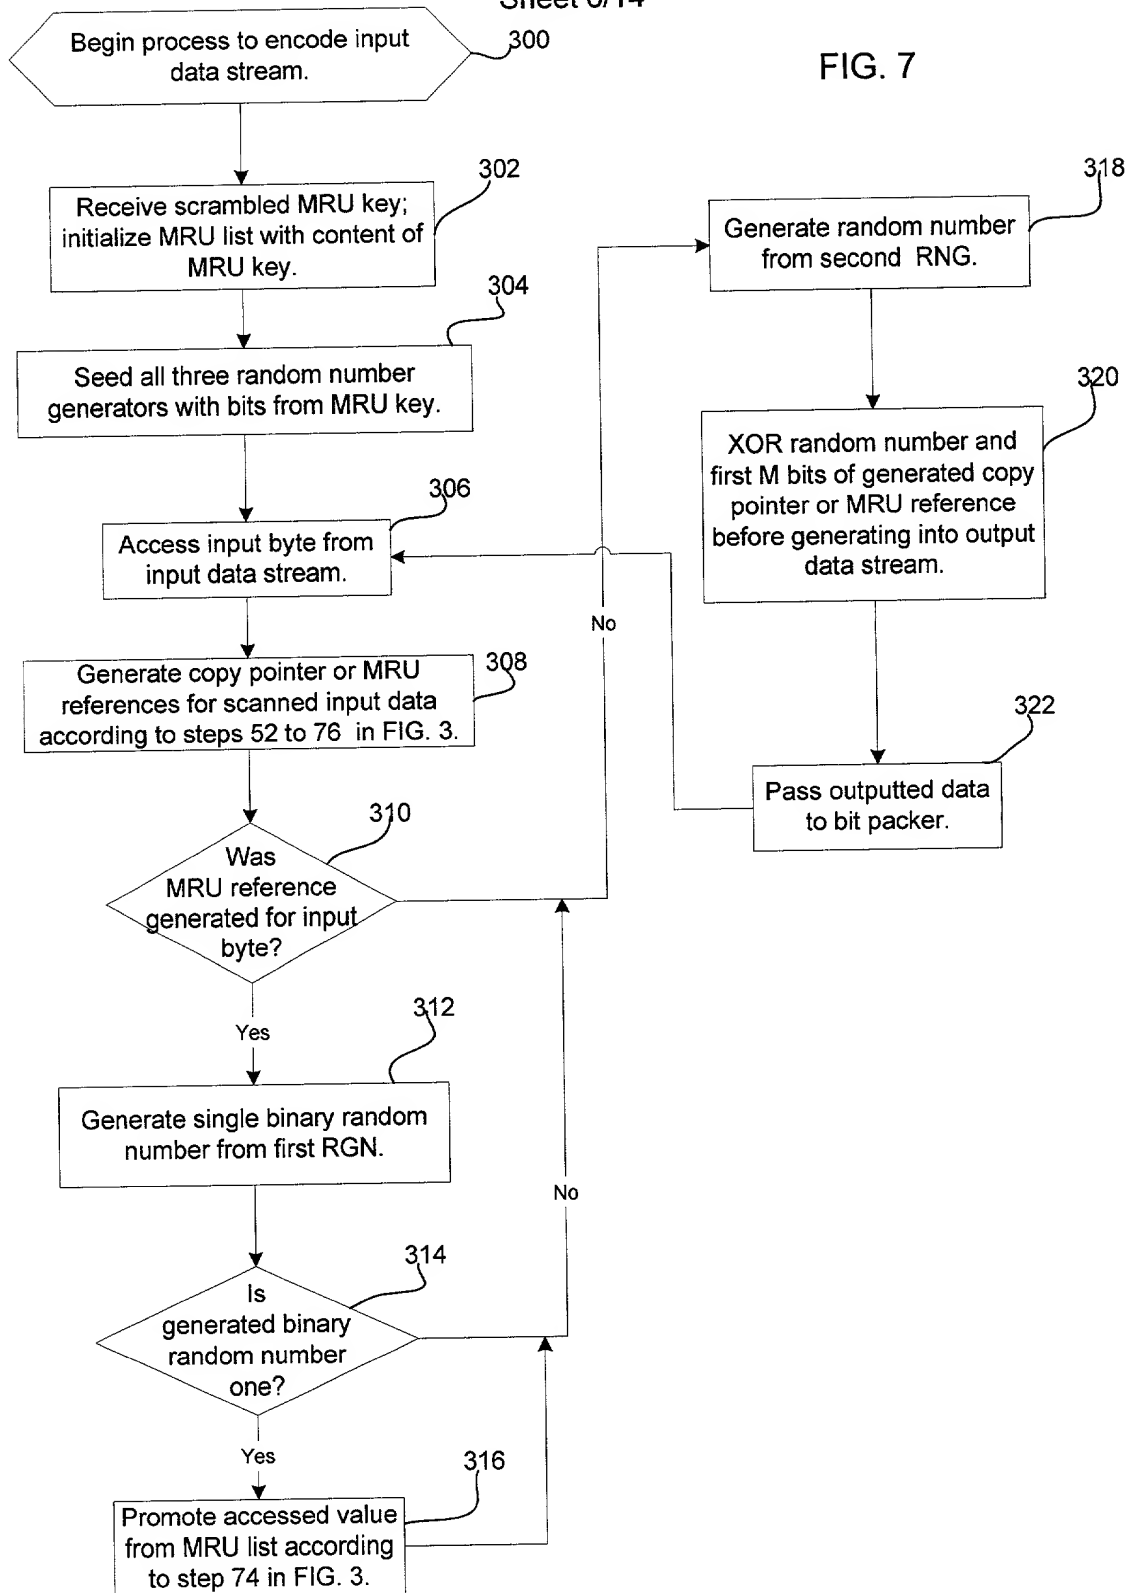 Sheet 6/14
Begin process to encode input
data stream.
300
FIG. 7
302
Receive scrambled MRU key;
initialize MRU list with content of
MRU key.
304
Seed all three random number
generators with bits from MRU key.
306
Access input byte from
input data stream.
308
Generate copy pointer or MRU
references for scanned input data
according to steps 52 to 76 in FIG. 3.
310
Was
MRU reference
generated for input
byte?
Yes
No
312
Generate single binary random
number from first RGN.
314
Is
generated binary
random number
one?
No
Yes
316
Promote accessed value
from MRU list according
to step 74 in FIG. 3.
318
Generate random number
from second RNG.
320
XOR random number and
first M bits of generated copy
pointer or MRU reference
before generating into output
data stream.
322
Pass outputted data
to bit packer.